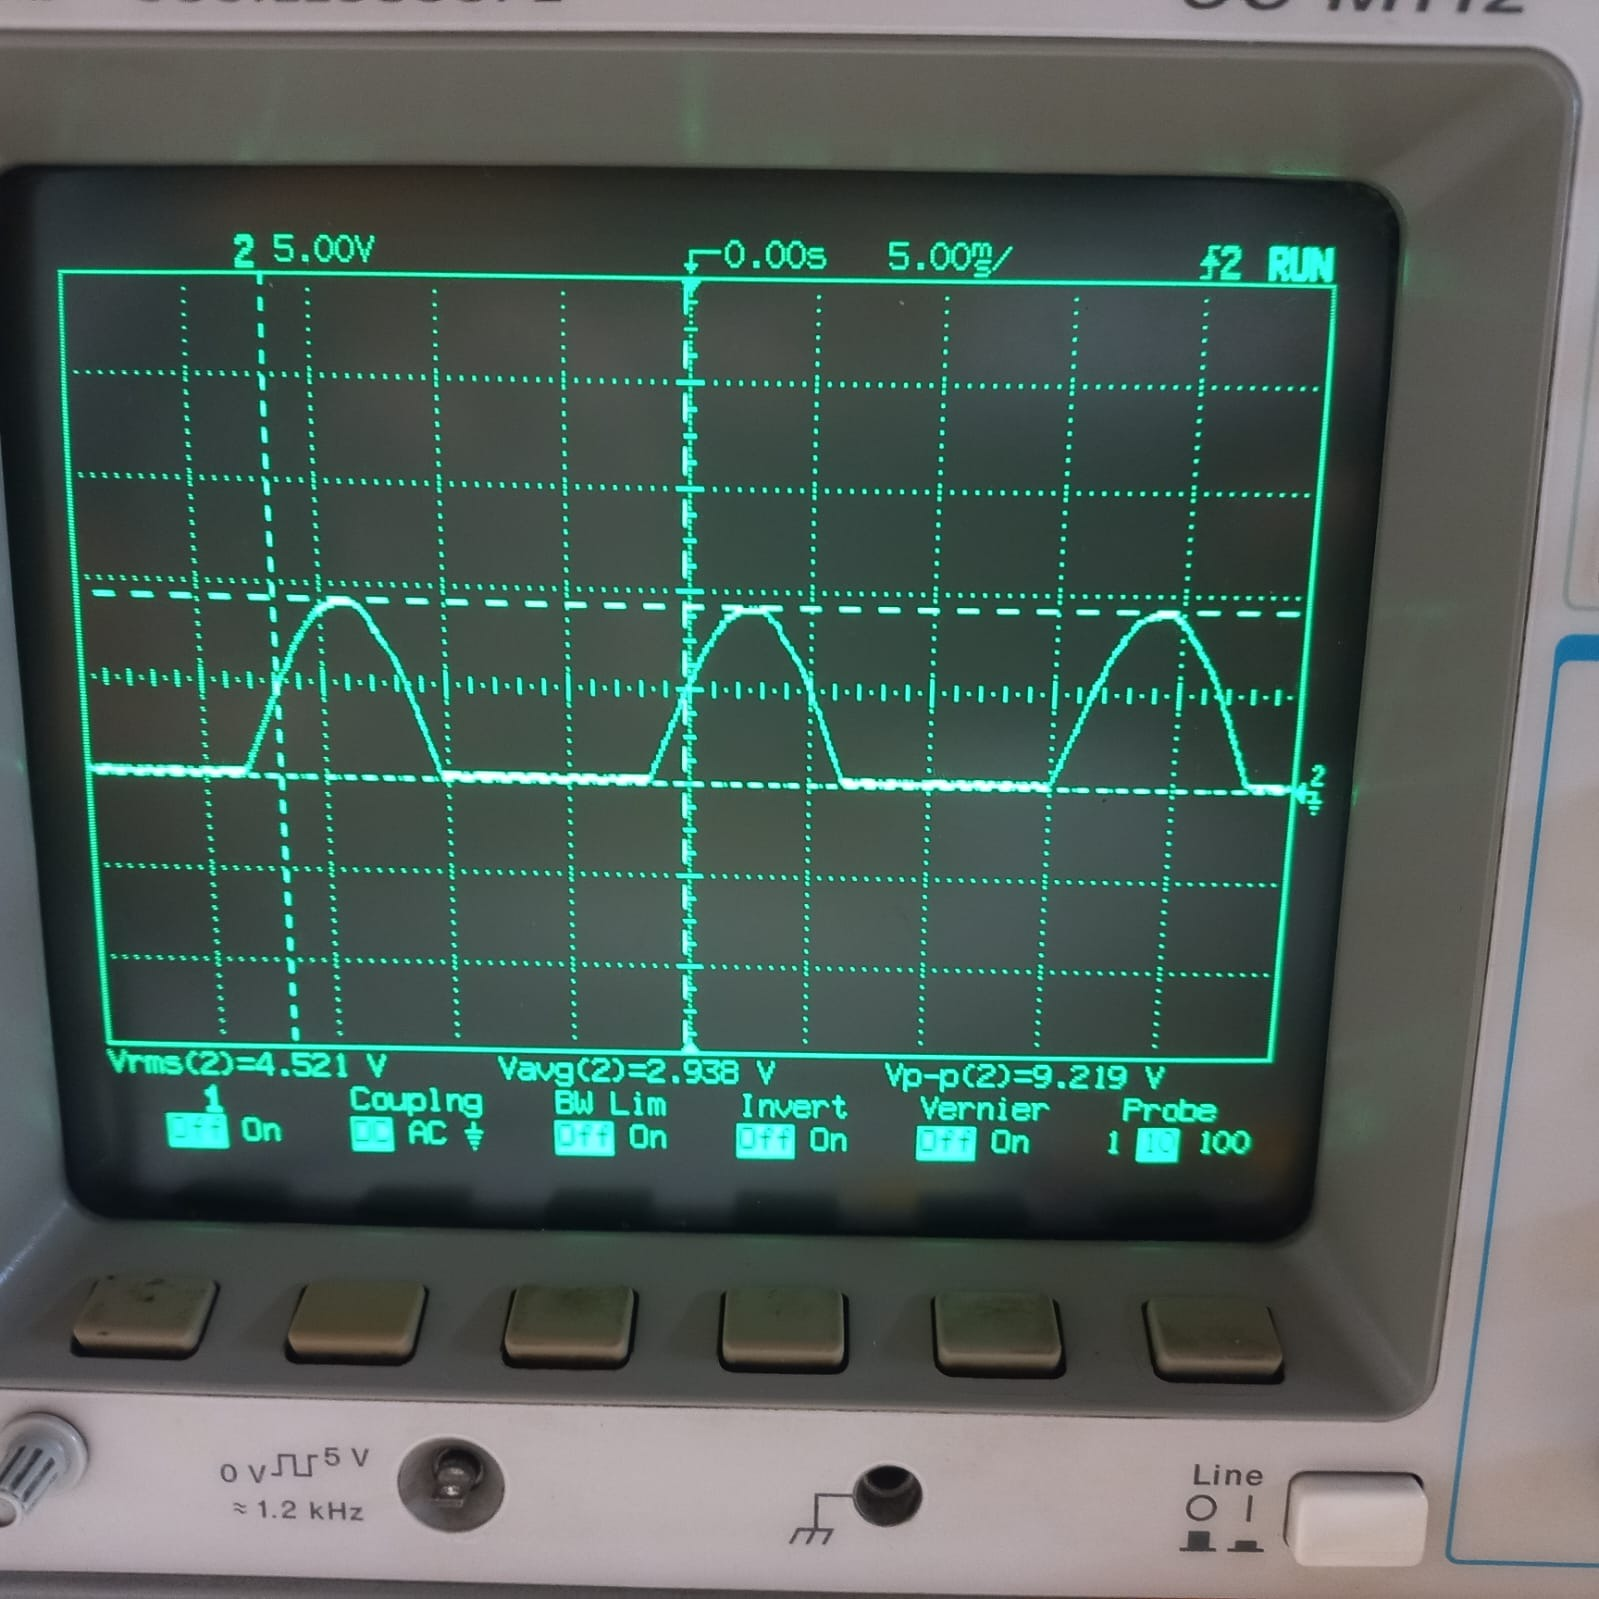 2 5.00V 0.00s 5.00ms/ 2 RUN
2
Vrms(2)=4.521 V Vavg(2)=2.938 V Vp-p(2)=9.219 V
1 Couplng BW Lim Invert Vernier Probe
Off On DC AC Off On Off On Off On 1 10 100
0 V 5 V
≈ 1.2 kHz
Line
O I